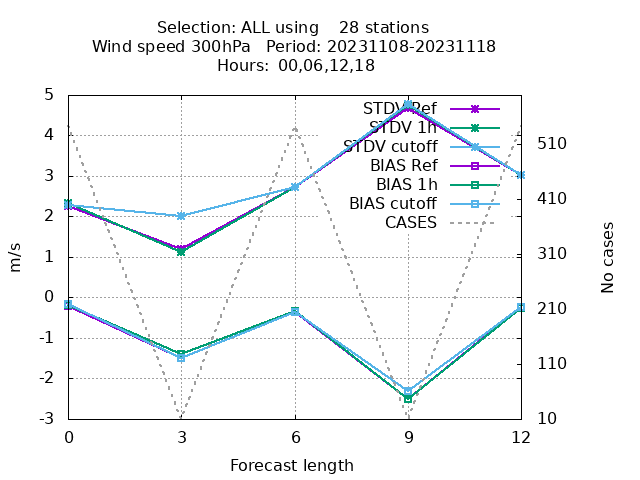 Selection: ALL using    28 stations
Wind speed 300hPa   Period: 20231108-20231118
Hours: 00,06,12,18
5
4
3
2
1
0
-1
-2
-3
m/s
STDV Ref
STDV 1h
STDV cutoff
BIAS Ref
BIAS 1h
BIAS cutoff
CASES
510
410
310
210
110
10
No cases
0 3 6 9 12
Forecast length